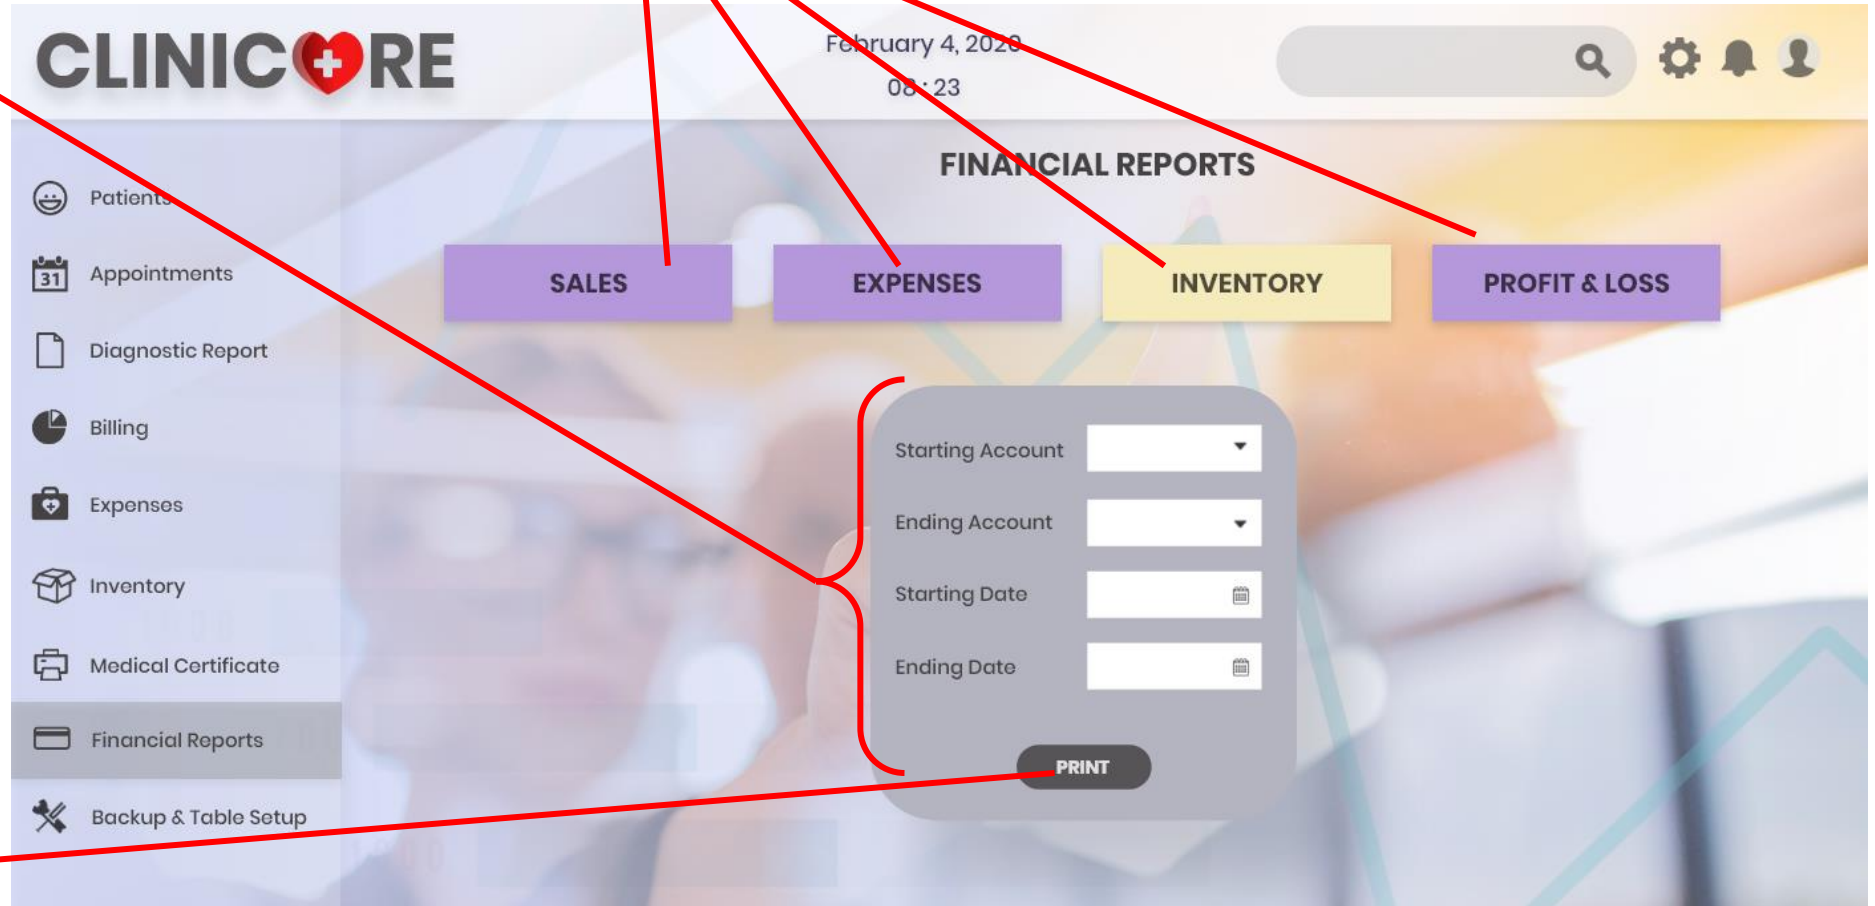 CLINICORE
February 4, 2020
08 : 23
FINANCIAL REPORTS
Patients
Appointments
31
Diagnostic Report
Billing
Expenses
Inventory
Medical Certificate
Financial Reports
Backup & Table Setup
SALES
EXPENSES
INVENTORY
PROFIT & LOSS
Starting Account
Ending Account
Starting Date
Ending Date
PRINT